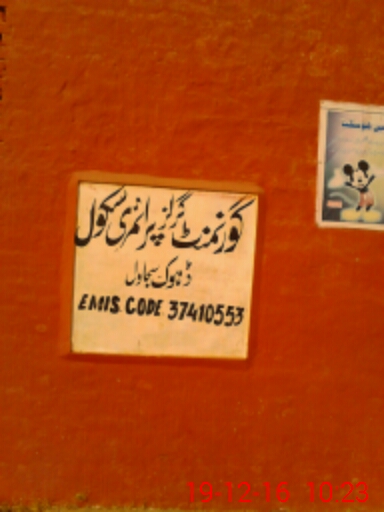 گورنمنٹ گرلز پرائمری سکول
ڈھوک سجاول
EMIS. CODE 37410553
19-12-16 10:23